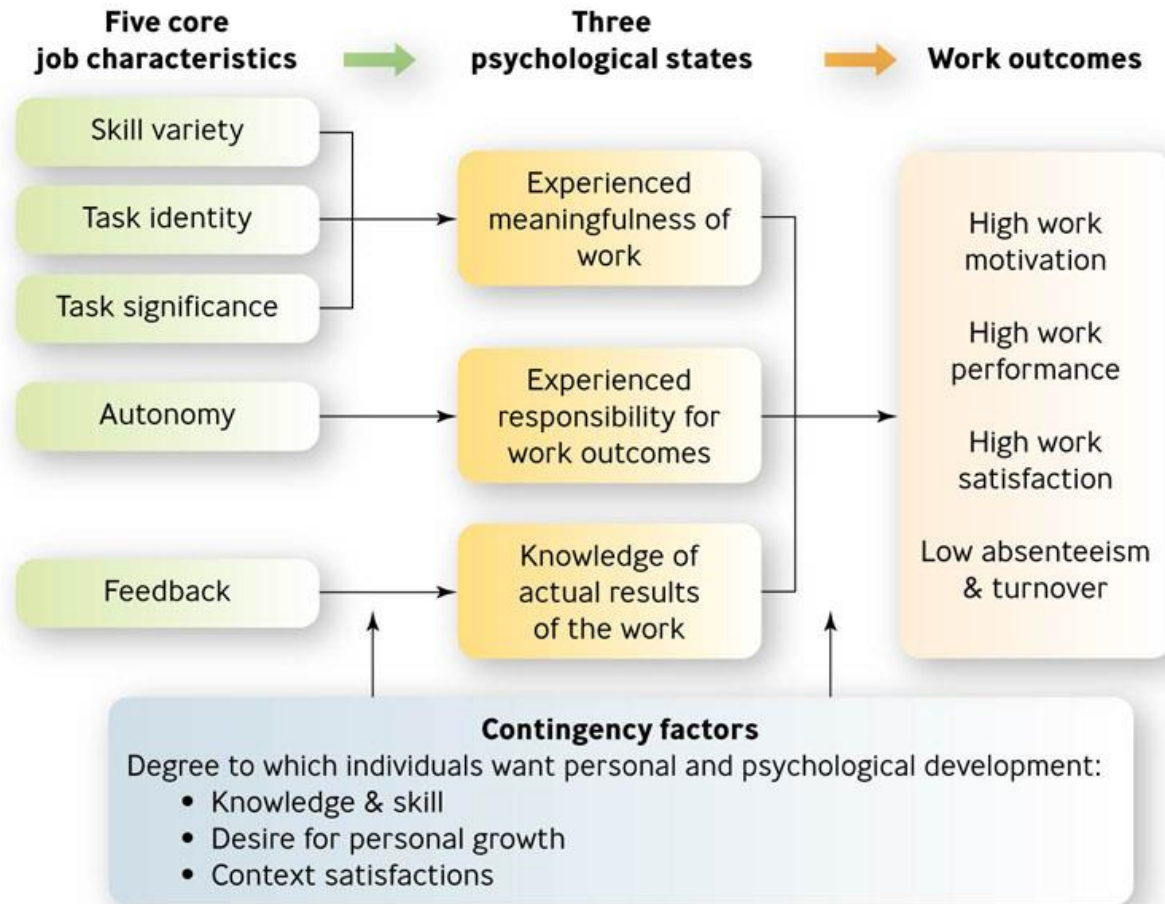 Five core
job characteristics
Three
psychological states
Work outcomes
Skill variety
Task identity
Task significance
Autonomy
Feedback
Experienced
meaningfulness of
work
Experienced
responsibility for
work outcomes
Knowledge of
actual results
of the work
High work
motivation
High work
performance
High work
satisfaction
Low absenteeism
& turnover
Contingency factors
Degree to which individuals want personal and psychological development:
• Knowledge & skill
• Desire for personal growth
• Context satisfactions